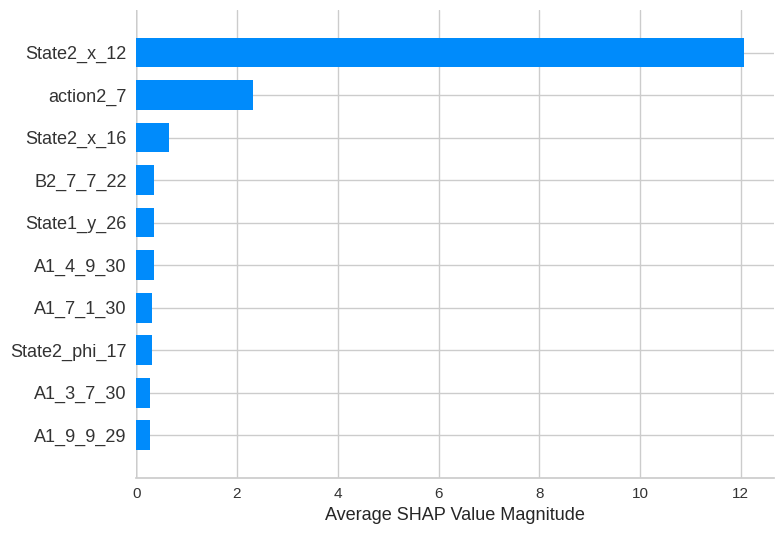 State2_x_12
action2_7
State2_x_16
B2_7_7_22
State1_y_26
A1_4_9_30
A1_7_1_30
State2_phi_17
A1_3_7_30
A1_9_9_29
0 2 4 6 8 10 12
Average SHAP Value Magnitude